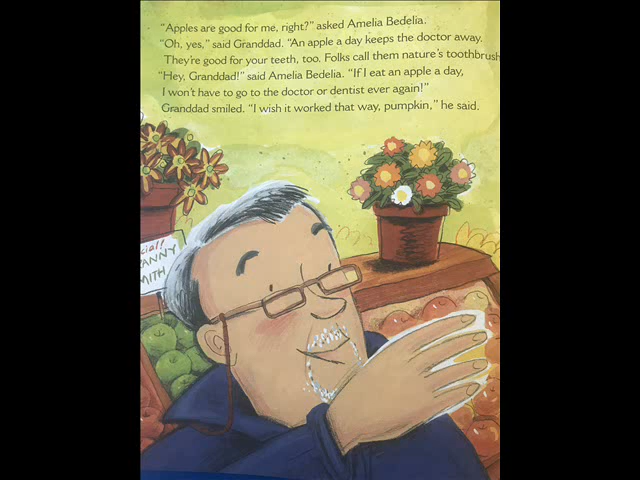 "Apples are good for me, right?" asked Amelia Bedelia.
"Oh, yes," said Granddad. "An apple a day keeps the doctor away.
They're good for your teeth, too. Folks call them nature's toothbrush
"Hey, Granddad!" said Amelia Bedelia. "If I eat an apple a day,
I won't have to go to the doctor or dentist ever again!"
Granddad smiled. "I wish it worked that way, pumpkin," he said.
cial!
ANNY
MITH